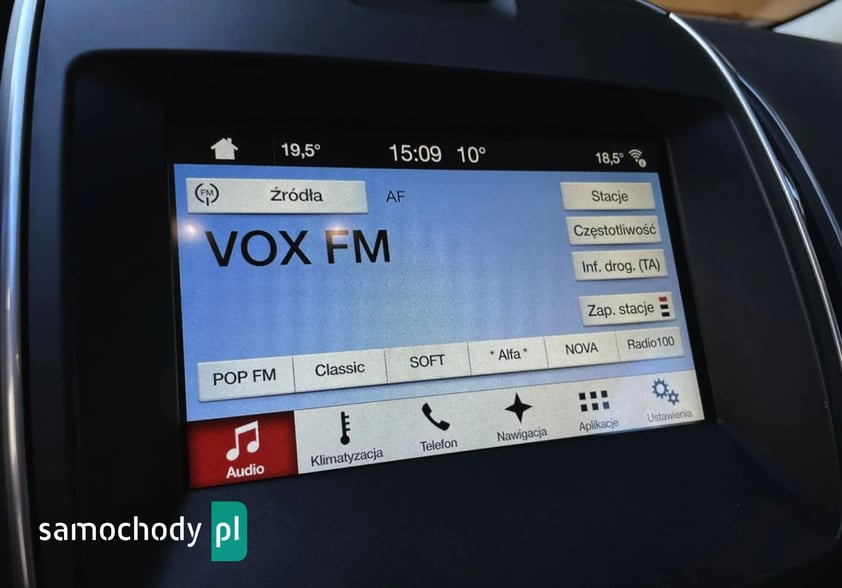 19,5° 15:09 10° 18,5°
FM Źródła AF Stacje
VOX FM
Częstotliwość
Inf. drog. (TA)
Zap. stacje
POP FM Classic SOFT * Alfa * NOVA Radio100
Audio Klimatyzacja Telefon Nawigacja Aplikacje Ustawienia
samochody pl